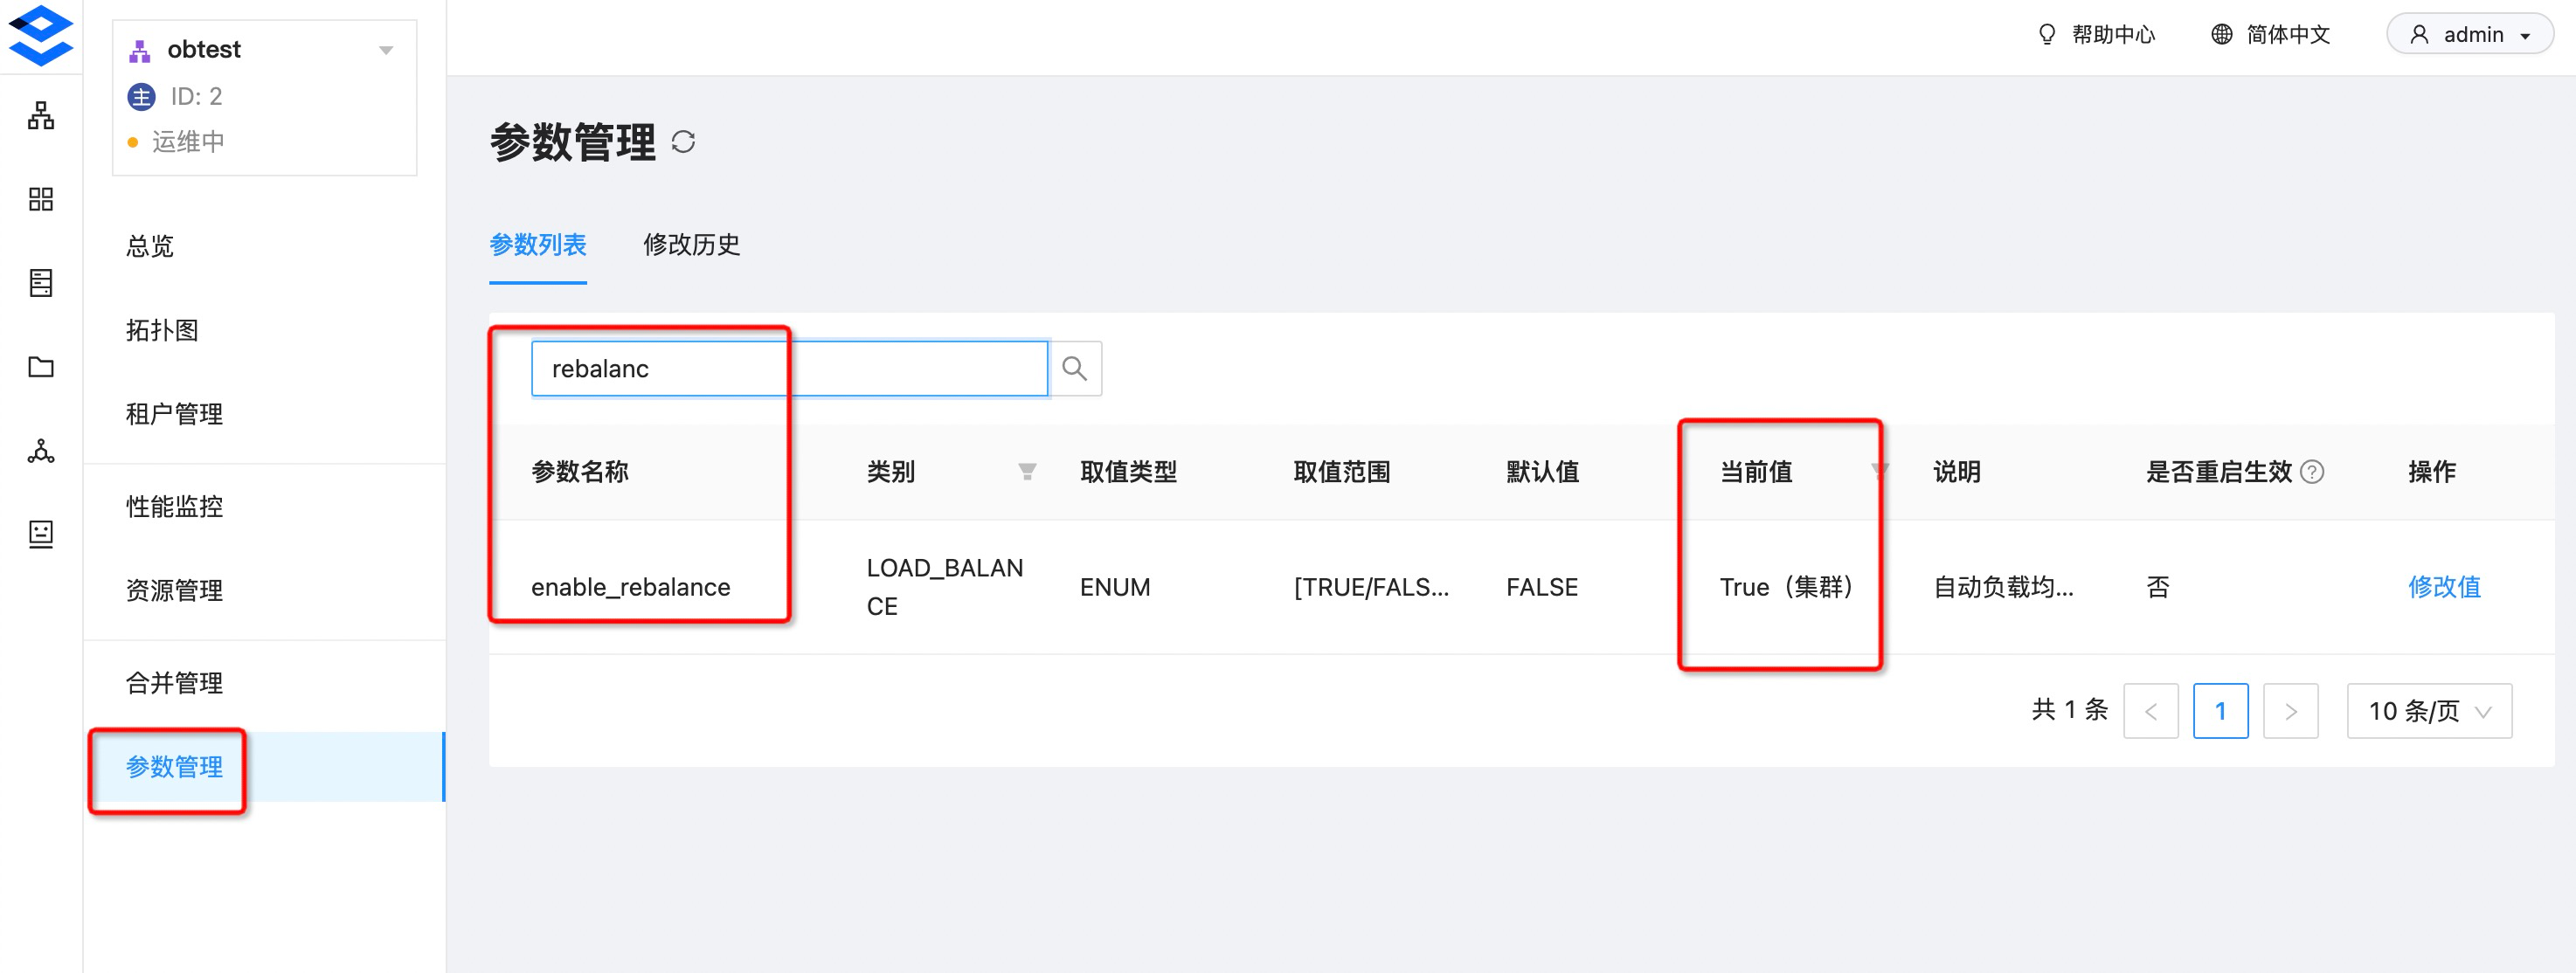 obtest
主 ID: 2
运维中
帮助中心
简体中文
admin
总览
拓扑图
租户管理
性能监控
资源管理
合并管理
参数管理
参数管理
参数列表 修改历史
rebalanc
参数名称 类别 取值类型 取值范围 默认值 当前值 说明 是否重启生效 ? 操作
enable_rebalance LOAD_BALAN ENUM [TRUE/FALS... FALSE True（集群） 自动负载均... 否 修改值
CE
共 1 条 < 1 > 10 条/页